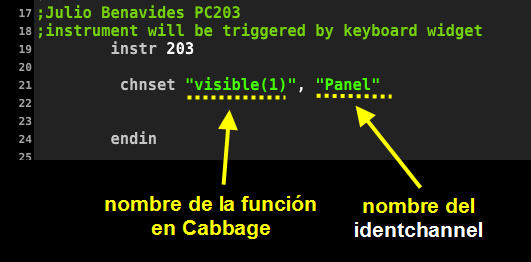 17 ;Julio Benavides PC203
18 ;instrument will be triggered by keyboard widget
19 instr 203
20
21 chnset "visible(1)", "Panel"
22
23
24 endin
25
nombre de la función
en Cabbage
nombre del
identchannel